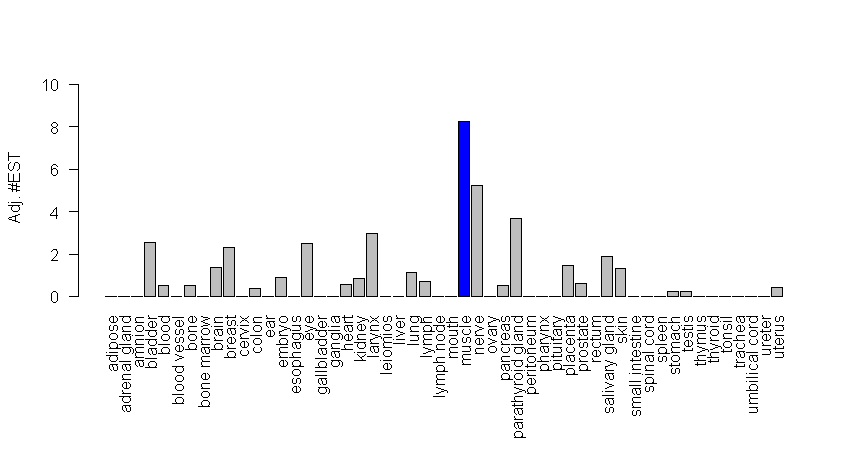 10
8
6
4
2
0
Adj. #EST
adipose
adrenal gland
amnion
bladder
blood
blood vessel
bone
bone marrow
brain
breast
cervix
colon
ear
embryo
esophagus
eye
gallbladder
ganglia
heart
kidney
larynx
leiomios
liver
lung
lymph
lymph node
mouth
muscle
nerve
ovary
pancreas
parathyroid gland
peritoneum
pharynx
pituitary
placenta
prostate
rectum
salivary gland
skin
small intestine
spinal cord
spleen
stomach
testis
thymus
thyroid
tonsil
trachea
umbilical cord
ureter
uterus